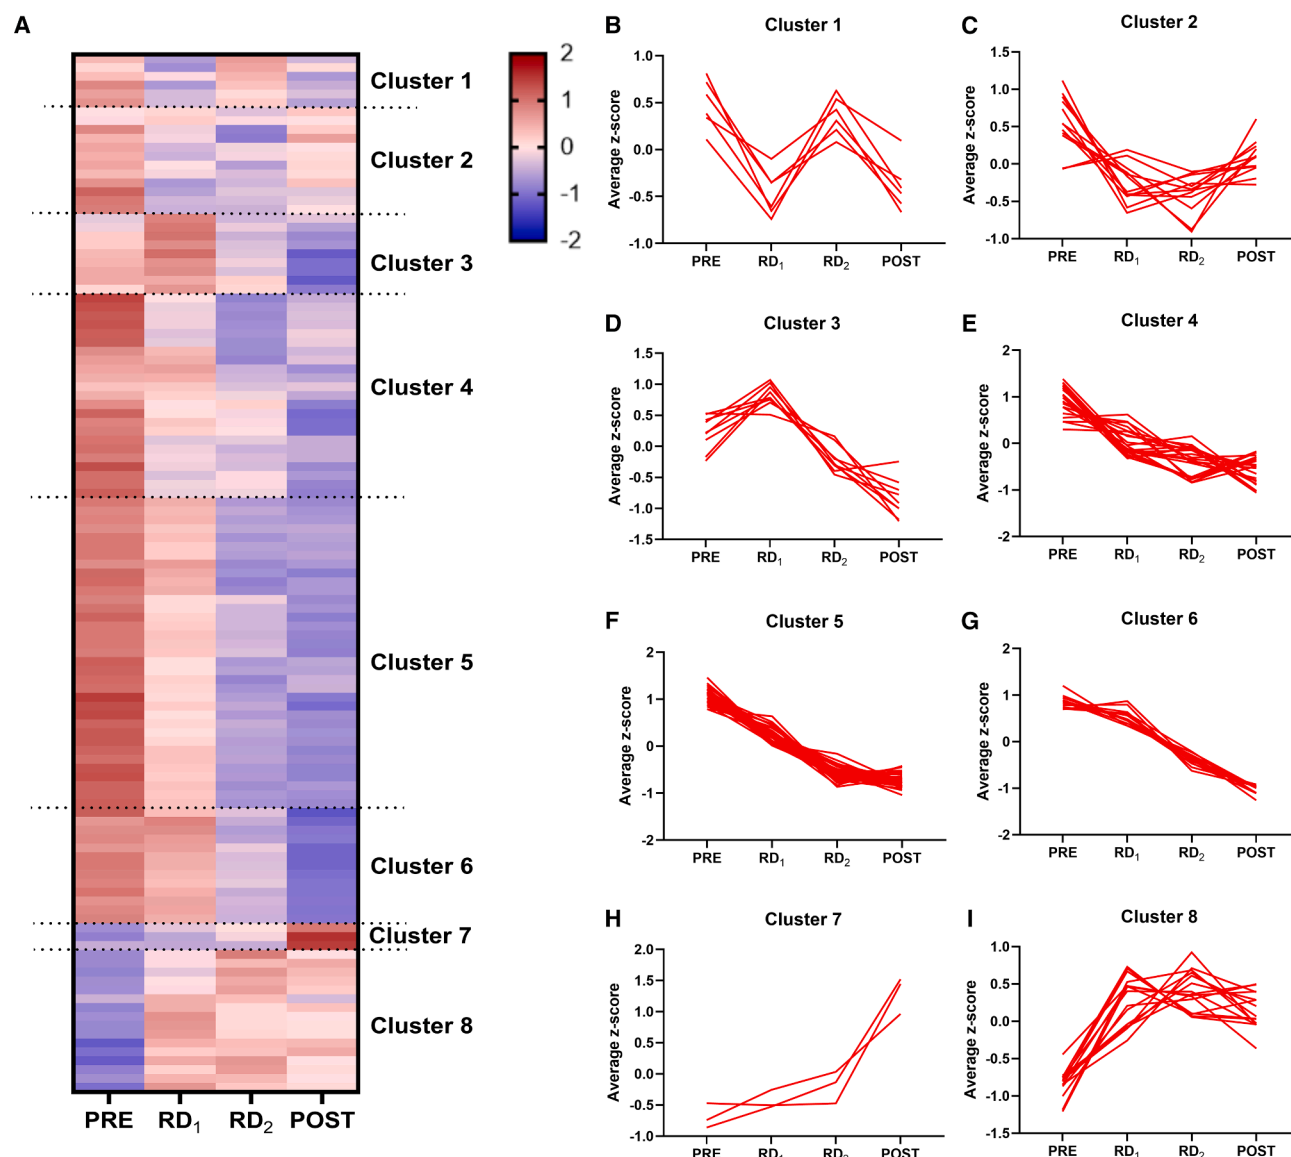 A
Cluster 1
Cluster 2
Cluster 3
Cluster 4
Cluster 5
Cluster 6
Cluster 7
Cluster 8
PRE RD₁ RD₂ POST
2
1
0
-1
-2
B
Cluster 1
Average z-score
1.0
0.5
0.0
-0.5
-1.0
PRE RD₁ RD₂ POST
C
Cluster 2
Average z-score
1.5
1.0
0.5
0.0
-0.5
-1.0
PRE RD₁ RD₂ POST
D
Cluster 3
Average z-score
1.5
1.0
0.5
0.0
-0.5
-1.0
-1.5
PRE RD₁ RD₂ POST
E
Cluster 4
Average z-score
2
1
0
-1
-2
PRE RD₁ RD₂ POST
F
Cluster 5
Average z-score
2
1
0
-1
-2
PRE RD₁ RD₂ POST
G
Cluster 6
Average z-score
2
1
0
-1
-2
PRE RD₁ RD₂ POST
H
Cluster 7
Average z-score
2.0
1.5
1.0
0.5
0.0
-0.5
-1.0
PRE RD₁ RD₂ POST
I
Cluster 8
Average z-score
1.0
0.5
0.0
-0.5
-1.0
-1.5
PRE RD₁ RD₂ POST